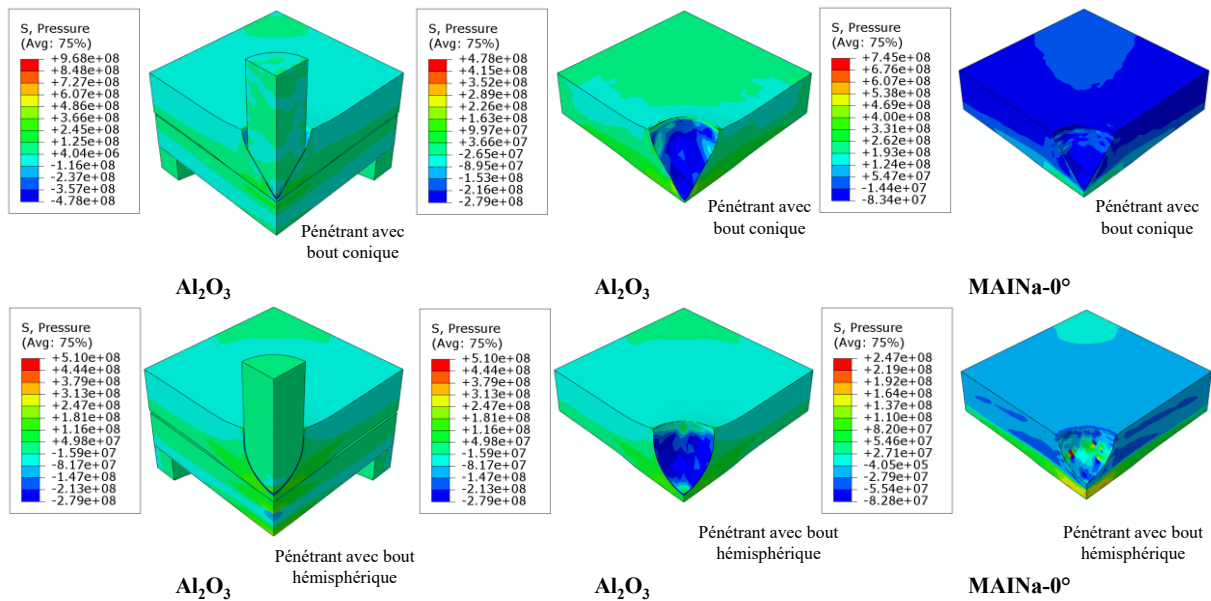 S, Pressure
(Avg: 75%)
+9.68e+08
+8.48e+08
+7.27e+08
+6.07e+08
+4.86e+08
+3.66e+08
+2.45e+08
+1.25e+08
+4.04e+06
-1.16e+08
-2.37e+08
-3.57e+08
-4.78e+08
Pénétrant avec
bout conique
Al₂O₃
S, Pressure
(Avg: 75%)
+4.78e+08
+4.15e+08
+3.52e+08
+2.89e+08
+2.26e+08
+1.63e+08
+9.97e+07
+3.66e+07
-2.65e+07
-8.95e+07
-1.53e+08
-2.16e+08
-2.79e+08
Pénétrant avec
bout conique
Al₂O₃
S, Pressure
(Avg: 75%)
+7.45e+08
+6.76e+08
+6.07e+08
+5.38e+08
+4.69e+08
+4.00e+08
+3.31e+08
+2.62e+08
+1.93e+08
+1.24e+08
+5.47e+07
-1.44e+07
-8.34e+07
Pénétrant avec
bout conique
MAINa-0°
S, Pressure
(Avg: 75%)
+5.10e+08
+4.44e+08
+3.79e+08
+3.13e+08
+2.47e+08
+1.81e+08
+1.16e+08
+4.98e+07
-1.59e+07
-8.17e+07
-1.47e+08
-2.13e+08
-2.79e+08
Pénétrant avec bout
hémisphérique
Al₂O₃
S, Pressure
(Avg: 75%)
+5.10e+08
+4.44e+08
+3.79e+08
+3.13e+08
+2.47e+08
+1.81e+08
+1.16e+08
+4.98e+07
-1.59e+07
-8.17e+07
-1.47e+08
-2.13e+08
-2.79e+08
Pénétrant avec bout
hémisphérique
Al₂O₃
S, Pressure
(Avg: 75%)
+2.47e+08
+2.19e+08
+1.92e+08
+1.64e+08
+1.37e+08
+1.10e+08
+8.20e+07
+5.46e+07
+2.71e+07
-4.05e+05
-2.79e+07
-5.54e+07
-8.28e+07
Pénétrant avec bout
hémisphérique
MAINa-0°